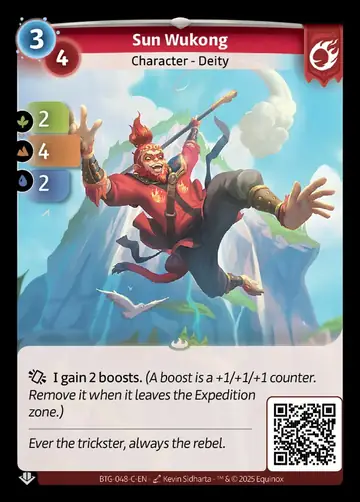 3
Sun Wukong
4
Character - Deity
2
4
2
I gain 2 boosts. (A boost is a +1/+1/+1 counter.
Remove it when it leaves the Expedition
zone.)
Ever the trickster, always the rebel.
BTG-048-C-EN - Kevin Sidharta - ™ & © 2025 Equinox